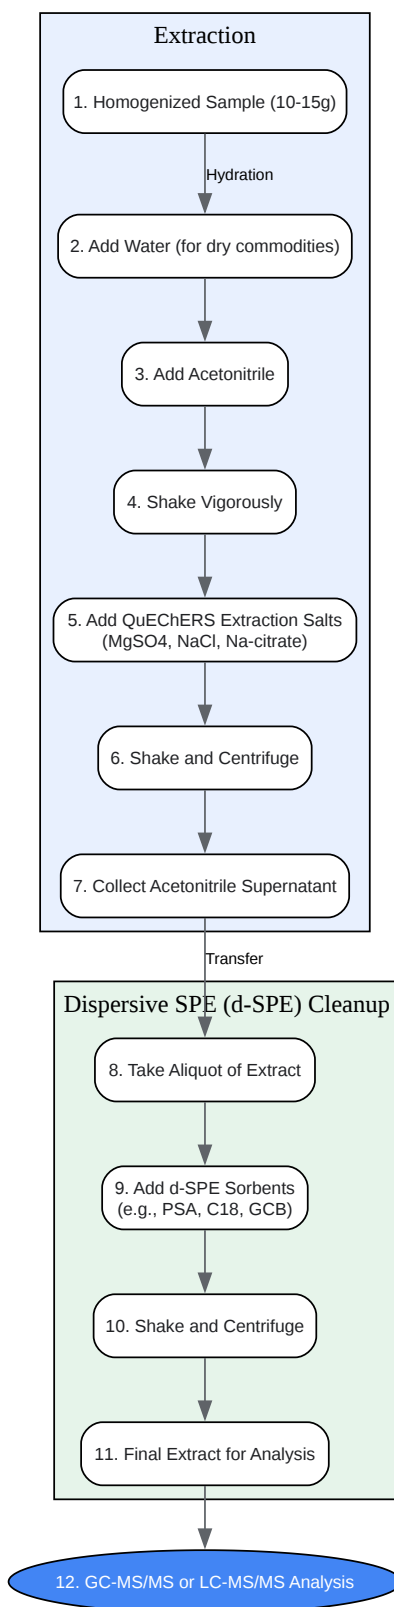 Extraction
1. Homogenized Sample (10-15g)
Hydration
2. Add Water (for dry commodities)
3. Add Acetonitrile
4. Shake Vigorously
5. Add QuEChERS Extraction Salts
(MgSO4, NaCl, Na-citrate)
6. Shake and Centrifuge
7. Collect Acetonitrile Supernatant
Transfer
Dispersive SPE (d-SPE) Cleanup
8. Take Aliquot of Extract
9. Add d-SPE Sorbents
(e.g., PSA, C18, GCB)
10. Shake and Centrifuge
11. Final Extract for Analysis
12. GC-MS/MS or LC-MS/MS Analysis